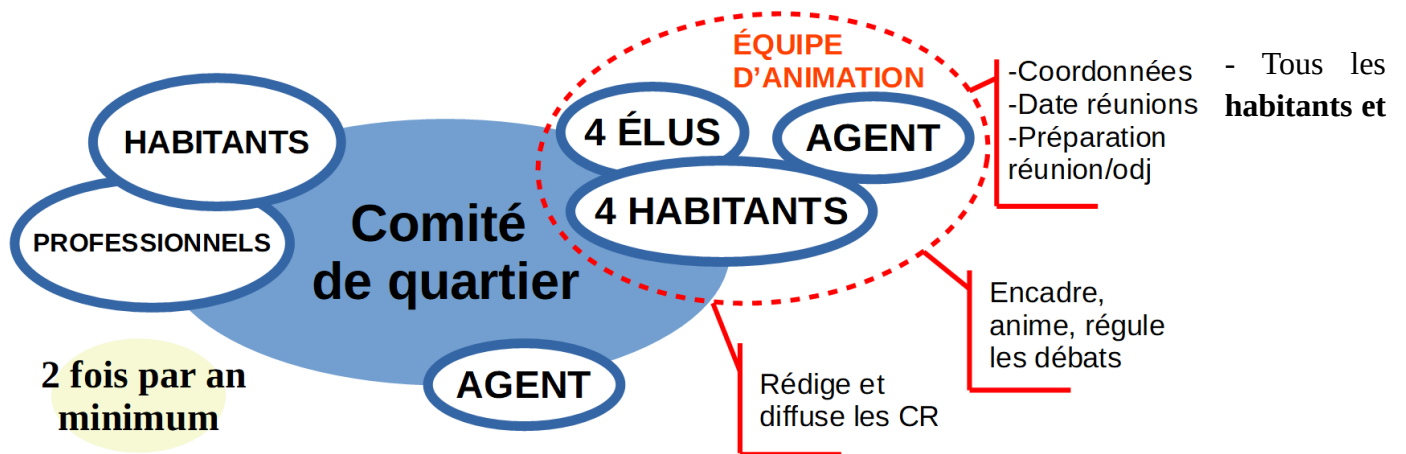 ÉQUIPE
D'ANIMATION
HABITANTS
PROFESSIONNELS
4 ÉLUS
AGENT
4 HABITANTS
Comité
de quartier
AGENT
2 fois par an
minimum
-Coordonnées
-Date réunions
-Préparation
réunion/odj
- Tous les
habitants et
Encadre,
anime, régule
les débats
Rédige et
diffuse les CR